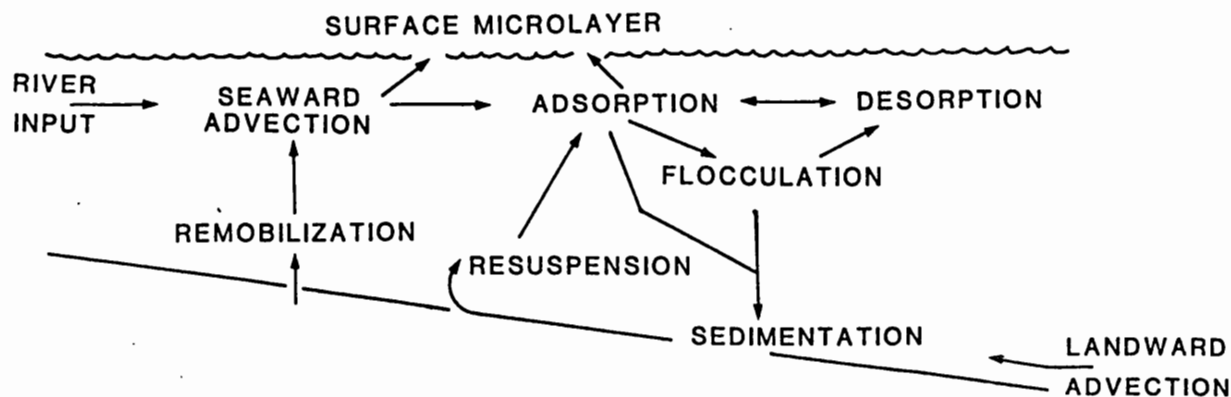 SURFACE MICROLAYER
RIVER
INPUT
SEAWARD
ADVECTION
ADSORPTION
DESORPTION
FLOCCULATION
REMOBILIZATION
RESUSPENSION
SEDIMENTATION
LANDWARD
ADVECTION